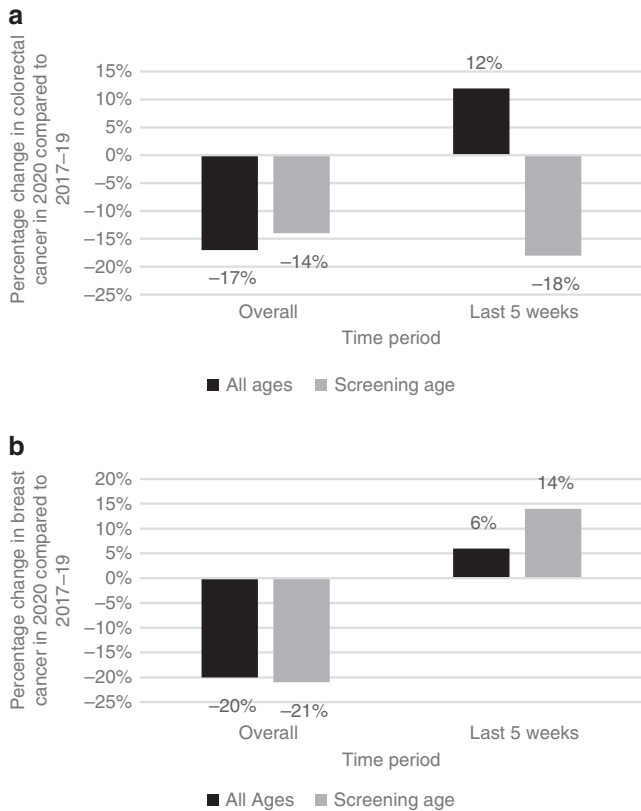 a
Percentage change in colorectal
cancer in 2020 compared to
2017–19
15%
10%
5%
0%
–5%
–10%
–15%
–20%
–25%
12%
–17%
–14%
–18%
Overall
Last 5 weeks
Time period
All ages
Screening age
b
Percentage change in breast
cancer in 2020 compared to
2017–19
20%
15%
10%
5%
0%
–5%
–10%
–15%
–20%
–25%
6%
14%
–20%
–21%
Overall
Last 5 weeks
Time period
All Ages
Screening age